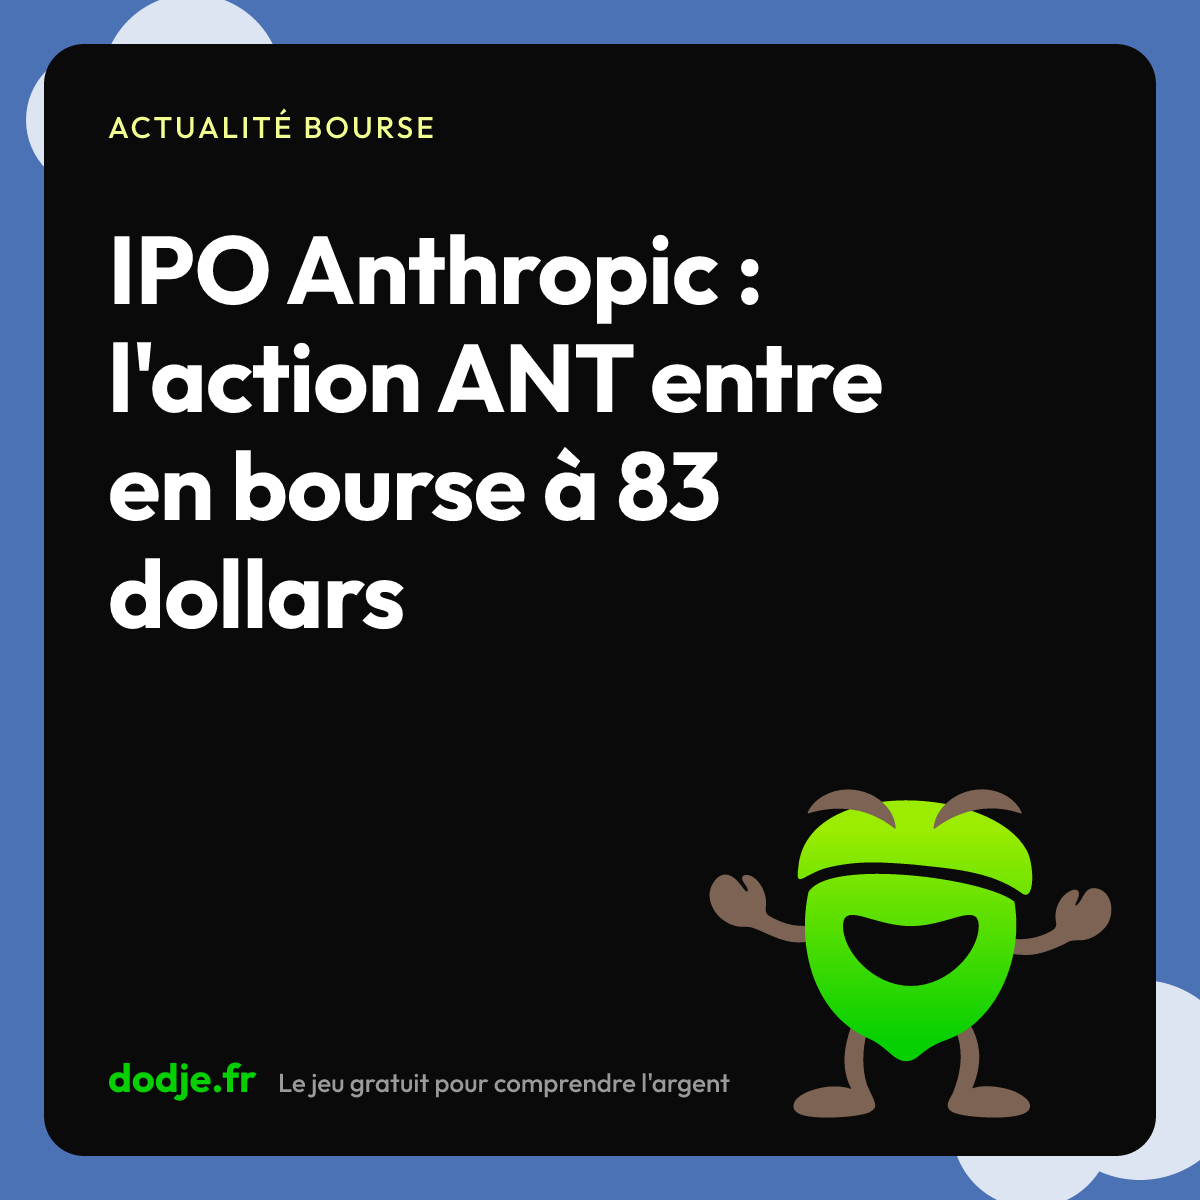 ACTUALITÉ BOURSE
IPO Anthropic :
l'action ANT entre
en bourse à 83
dollars
dodje.fr Le jeu gratuit pour comprendre l'argent